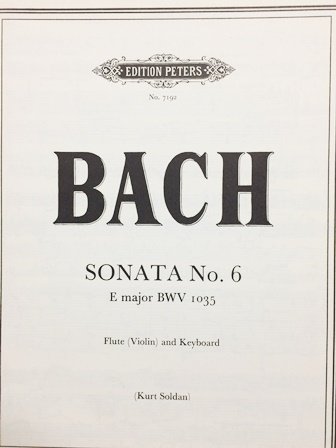 EDITION PETERS
No. 7192
BACH
SONATA No. 6
E major BWV 1035
Flute (Violin) and Keyboard
(Kurt Soldan)